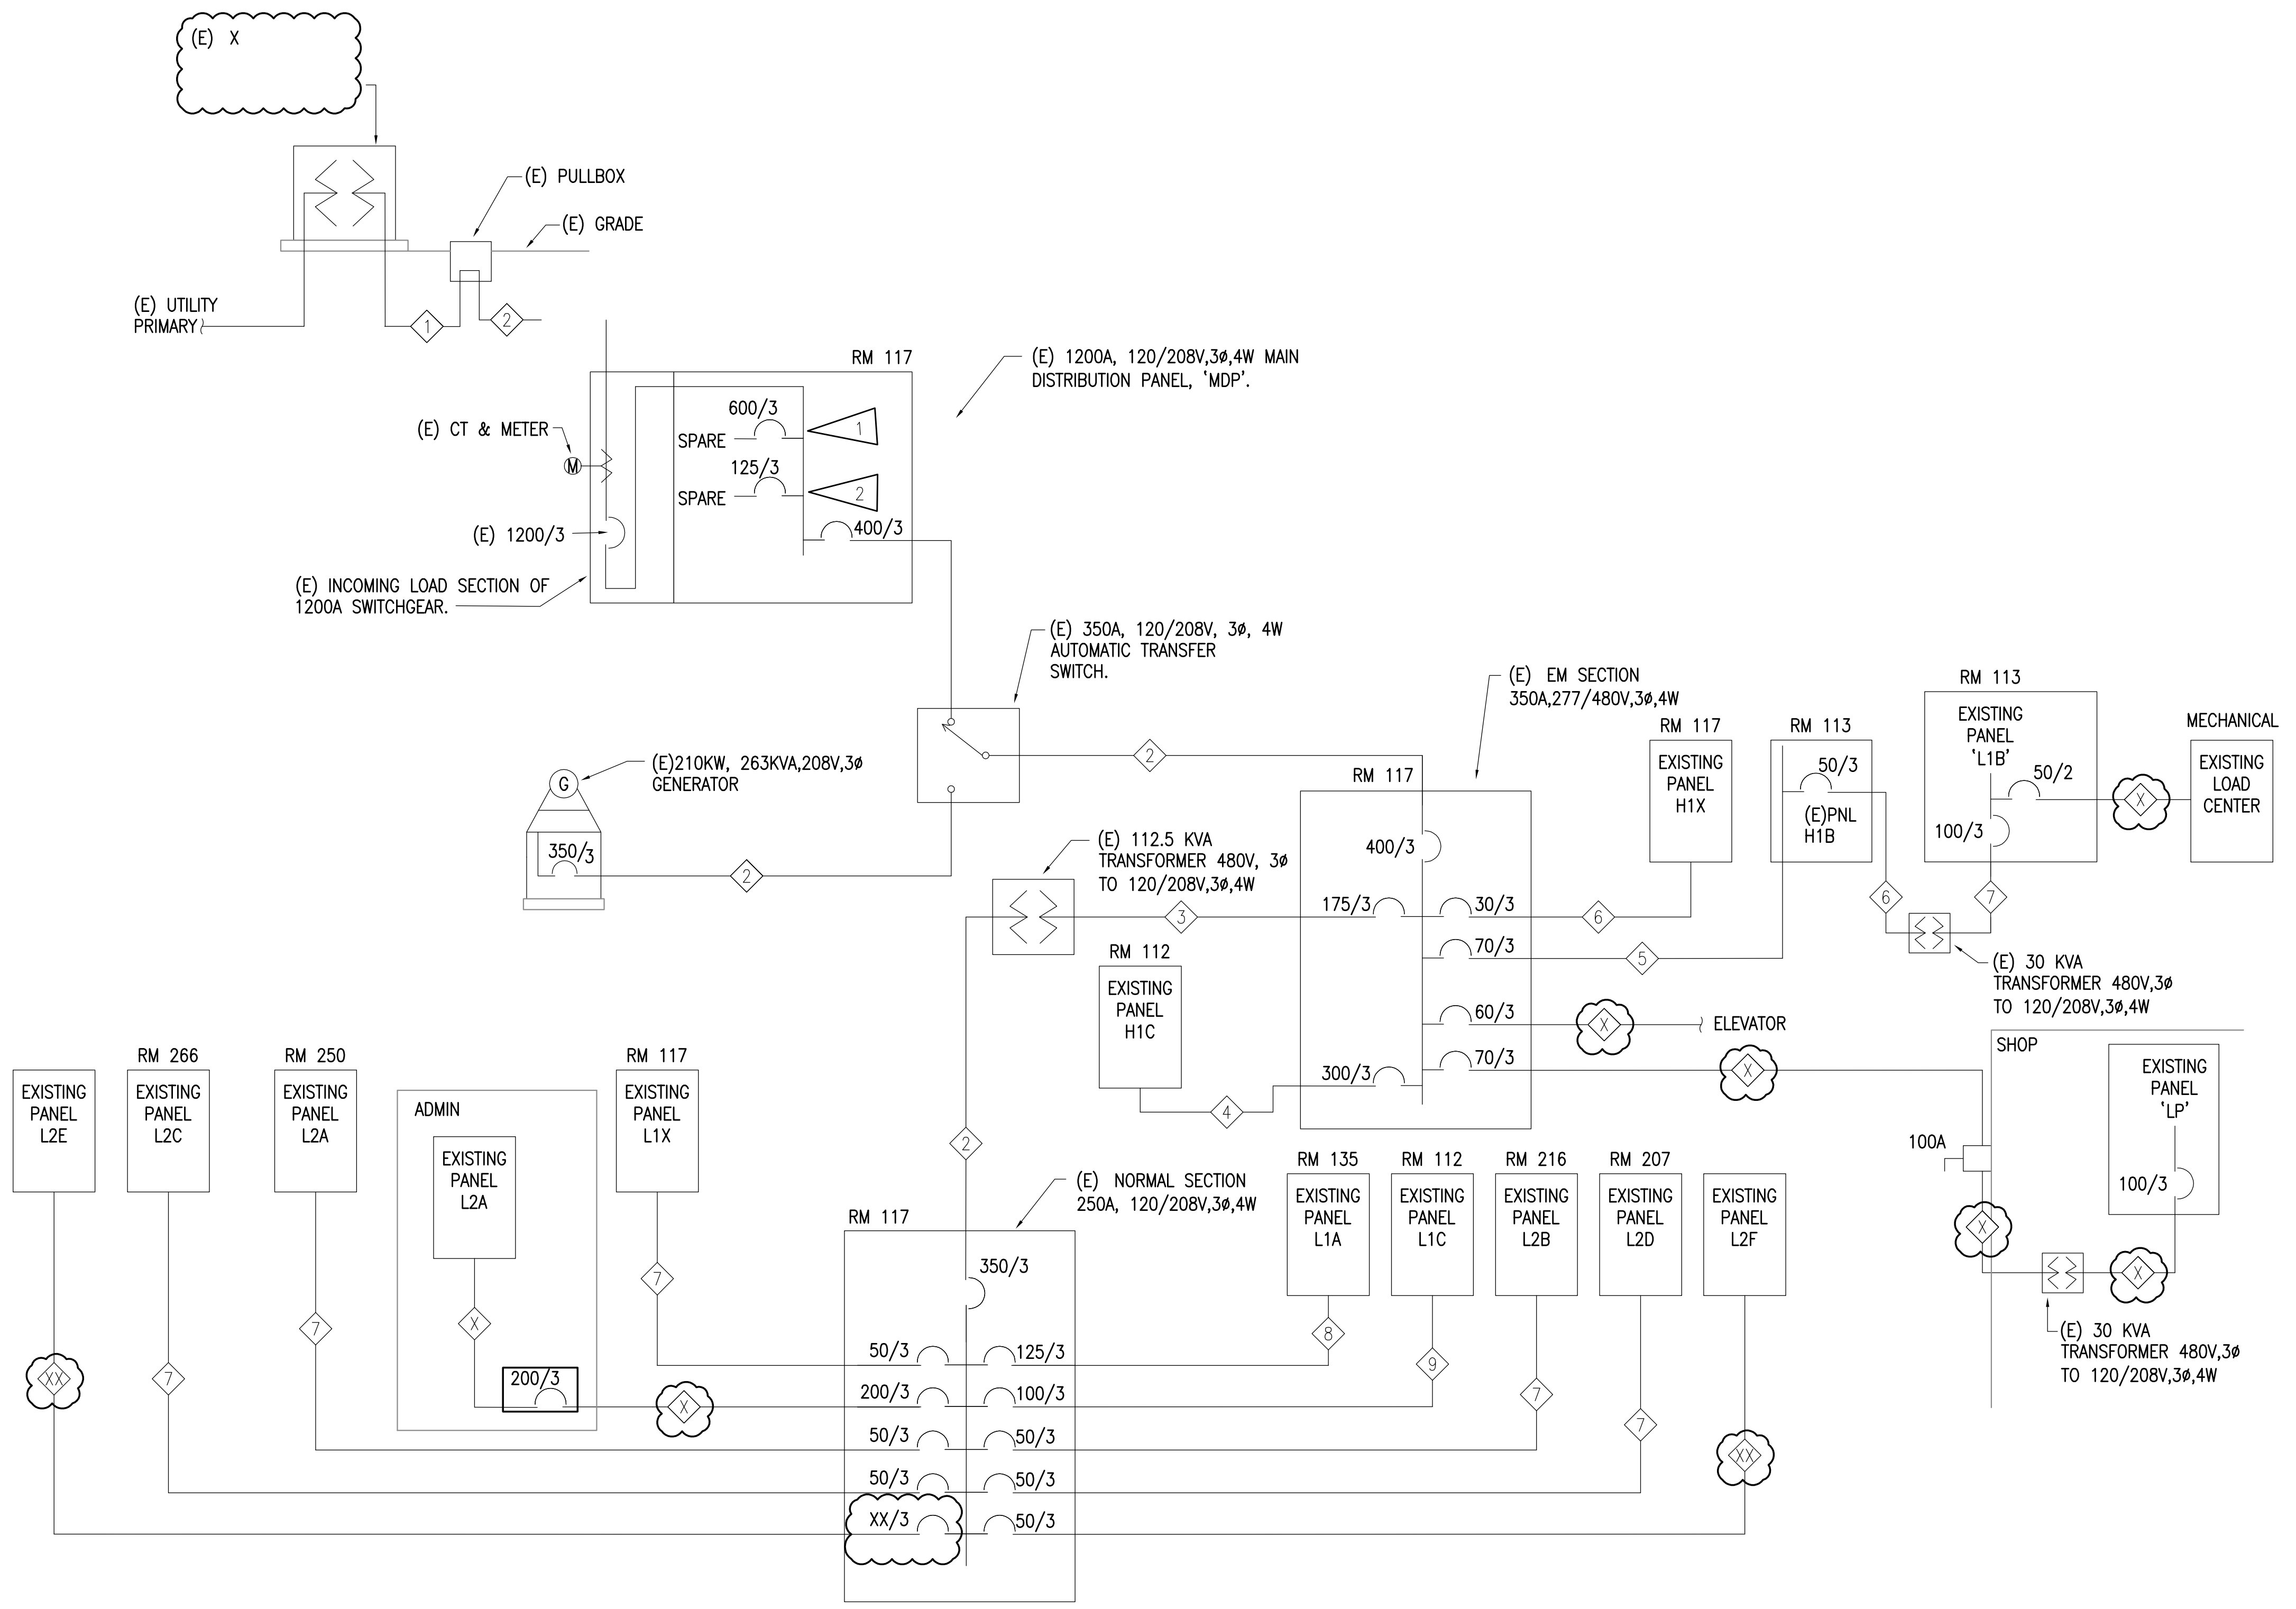 (E) X
(E) PULLBOX
(E) GRADE
(E) UTILITY
PRIMARY
1
2
RM 117
(E) 1200A, 120/208V,3ø,4W MAIN
DISTRIBUTION PANEL, ‘MDP’.
(E) CT & METER
M
600/3
SPARE
1
125/3
SPARE
2
400/3
(E) 1200/3
(E) INCOMING LOAD SECTION OF
1200A SWITCHGEAR.
(E) 350A, 120/208V, 3ø, 4W
AUTOMATIC TRANSFER
SWITCH.
(E) EM SECTION
350A,277/480V,3ø,4W
(E)210KW, 263KVA,208V,3ø
GENERATOR
G
350/3
2
2
RM 117
400/3
175/3
30/3
70/3
60/3
70/3
300/3
(E) 112.5 KVA
TRANSFORMER 480V, 3ø
TO 120/208V,3ø,4W
3
RM 112
EXISTING
PANEL
H1C
4
RM 117
EXISTING
PANEL
H1X
6
5
RM 113
50/3
(E)PNL
H1B
6
RM 113
EXISTING
PANEL
‘L1B’
50/2
100/3
7
X
MECHANICAL
EXISTING
LOAD
CENTER
(E) 30 KVA
TRANSFORMER 480V,3ø
TO 120/208V,3ø,4W
X
ELEVATOR
X
SHOP
EXISTING
PANEL
‘LP’
100/3
100A
X
X
(E) 30 KVA
TRANSFORMER 480V,3ø
TO 120/208V,3ø,4W
EXISTING
PANEL
L2E
XX
RM 266
EXISTING
PANEL
L2C
7
RM 250
EXISTING
PANEL
L2A
7
ADMIN
EXISTING
PANEL
L2A
X
200/3
X
RM 117
EXISTING
PANEL
L1X
7
2
(E) NORMAL SECTION
250A, 120/208V,3ø,4W
RM 117
350/3
50/3
125/3
200/3
100/3
50/3
50/3
50/3
50/3
XX/3
50/3
RM 135
EXISTING
PANEL
L1A
8
RM 112
EXISTING
PANEL
L1C
9
RM 216
EXISTING
PANEL
L2B
7
RM 207
EXISTING
PANEL
L2D
7
EXISTING
PANEL
L2F
XX